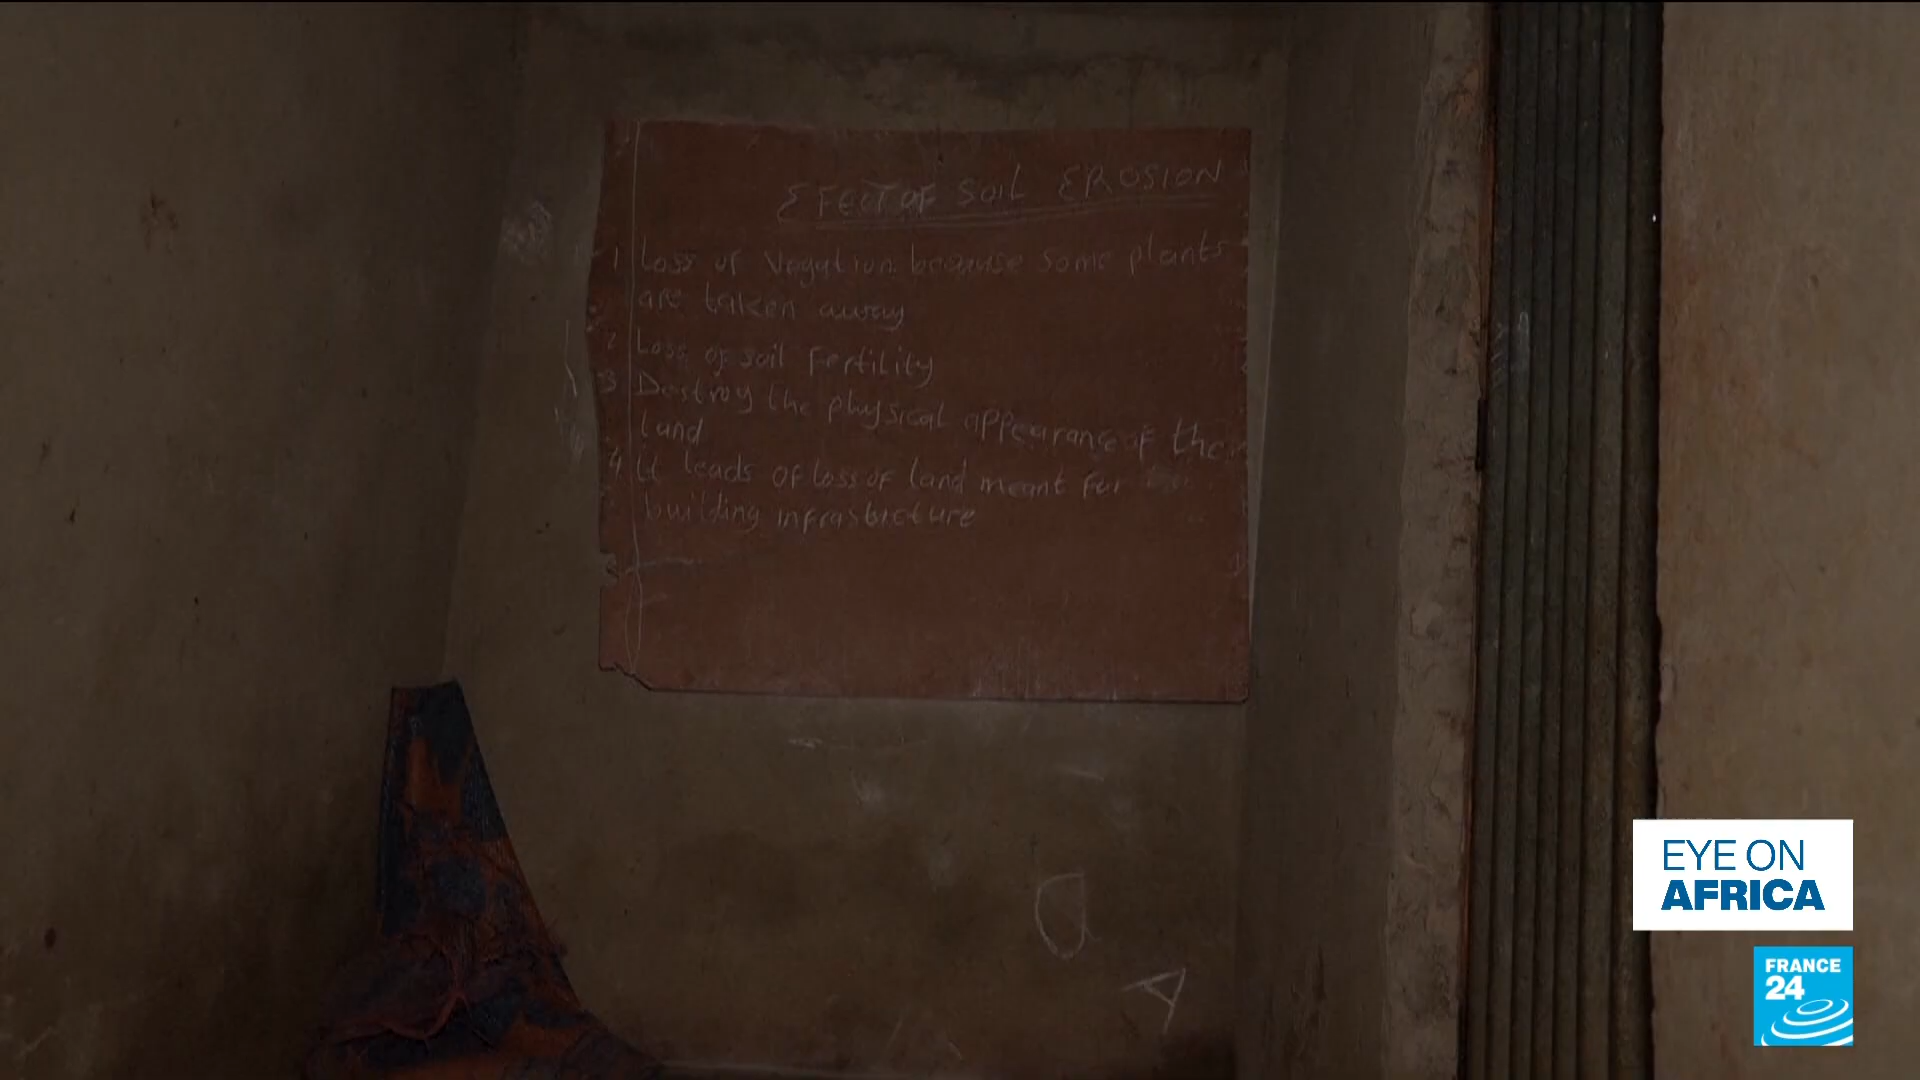 EFECT OF SOIL EROSION
1 Loss of Vegation because some plants
are taken away
2 Loss of soil Fertility
3 Destroy the physical appearance of the
land
4 It leads of loss of land meant for
building infrasticture
D
A
EYE ON
AFRICA
FRANCE
24